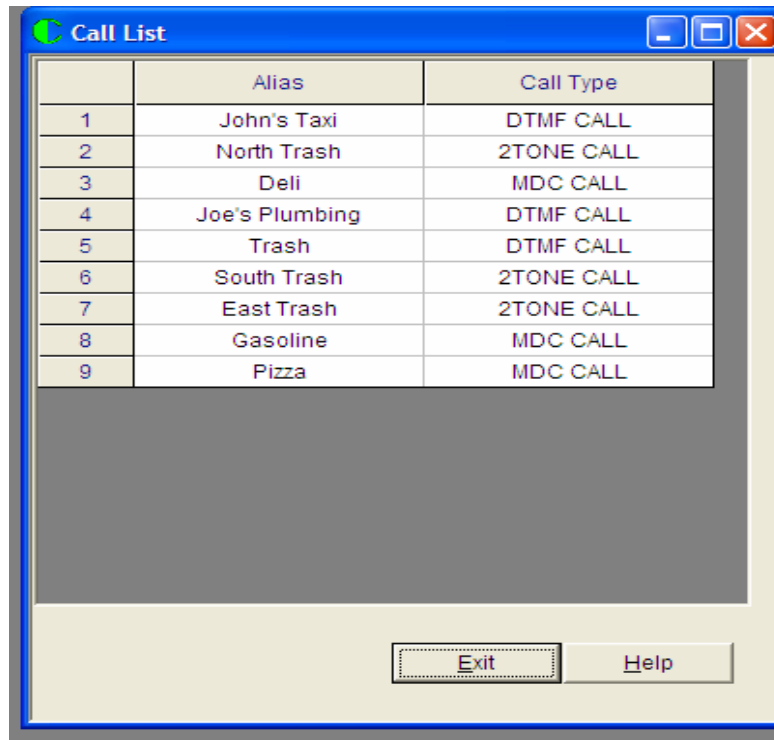 Call List
Alias Call Type
1 John's Taxi DTMF CALL
2 North Trash 2TONE CALL
3 Deli MDC CALL
4 Joe's Plumbing DTMF CALL
5 Trash DTMF CALL
6 South Trash 2TONE CALL
7 East Trash 2TONE CALL
8 Gasoline MDC CALL
9 Pizza MDC CALL
Exit Help